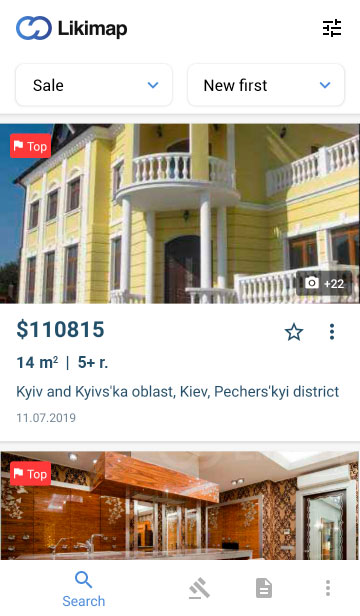 Likimap
Sale
New first
Top
+22
$110815
14 m² | 5+ r.
Kyiv and Kyivs'ka oblast, Kiev, Pechers'kyi district
11.07.2019
Top
Search